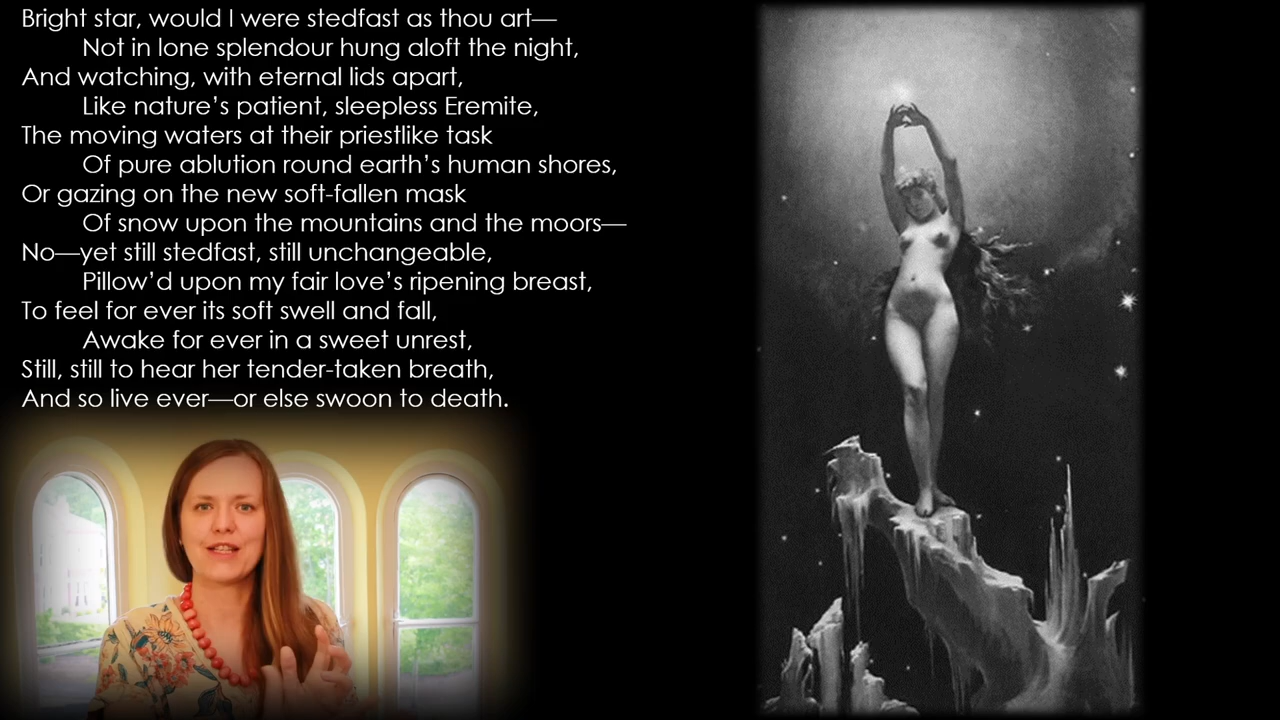 Bright star, would I were stedfast as thou art—
Not in lone splendour hung aloft the night,
And watching, with eternal lids apart,
Like nature's patient, sleepless Eremite,
The moving waters at their priestlike task
Of pure ablution round earth's human shores,
Or gazing on the new soft-fallen mask
Of snow upon the mountains and the moors—
No—yet still stedfast, still unchangeable,
Pillow'd upon my fair love's ripening breast,
To feel for ever its soft swell and fall,
Awake for ever in a sweet unrest,
Still, still to hear her tender-taken breath,
And so live ever—or else swoon to death.